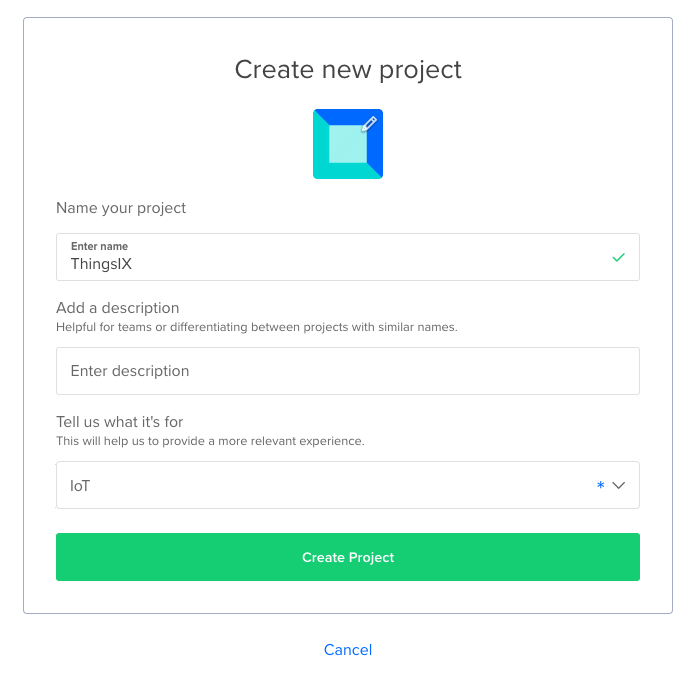 Create new project
Name your project
Enter name
ThingsIX
Add a description
Helpful for teams or differentiating between projects with similar names.
Enter description
Tell us what it's for
This will help us to provide a more relevant experience.
IoT *
Create Project
Cancel